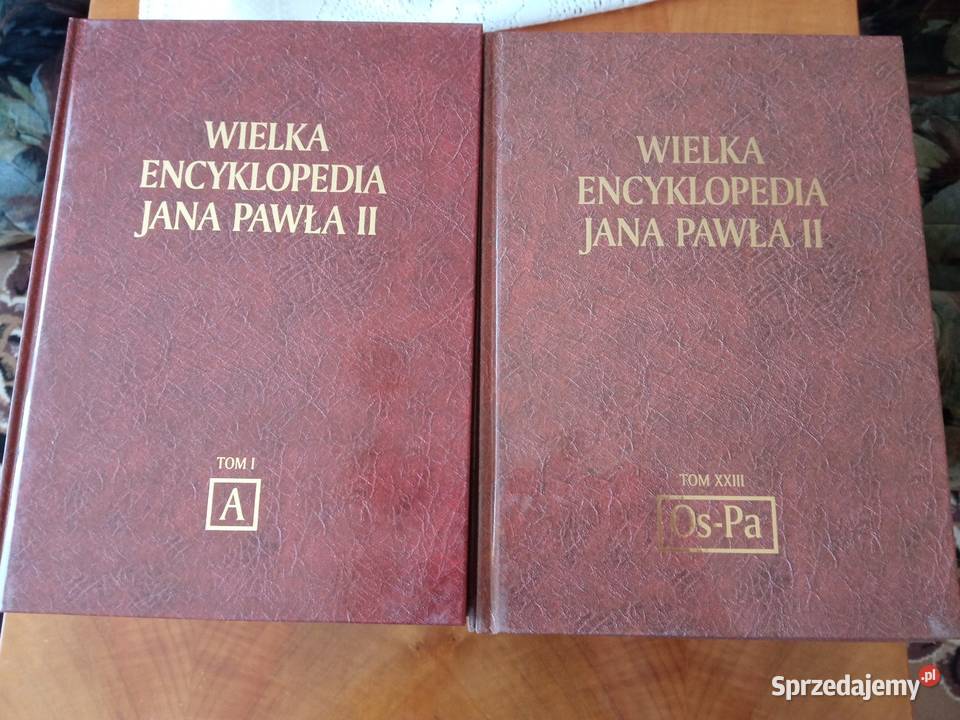 WIELKA
ENCYKLOPEDIA
JANA PAWŁA II
TOM I
A
WIELKA
ENCYKLOPEDIA
JANA PAWŁA II
TOM XXIII
Os-Pa
Sprzedajemy.pl